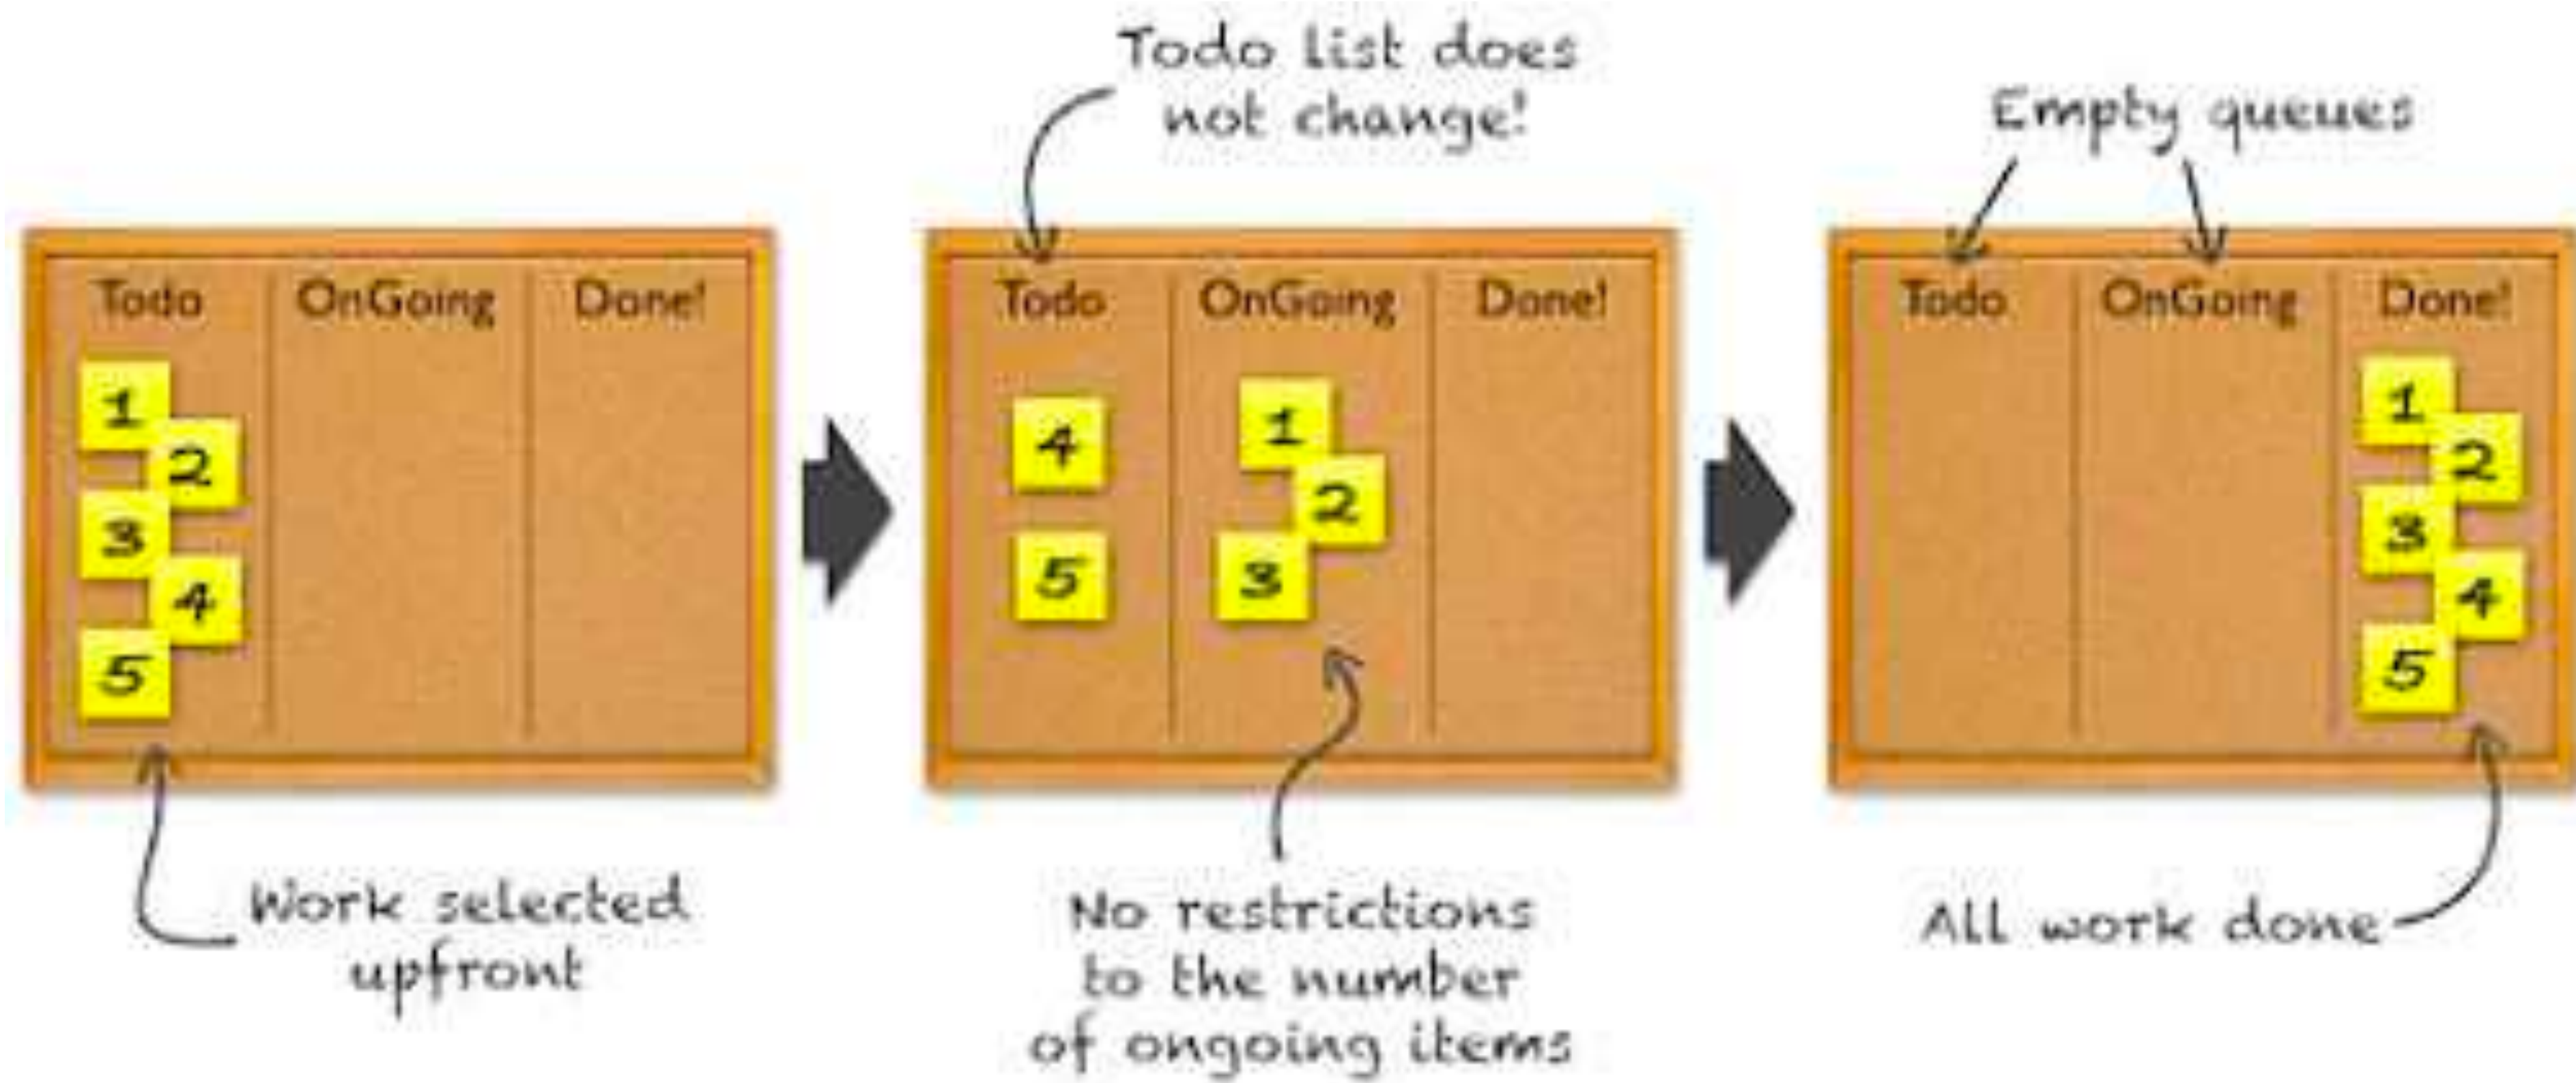 Todo list does
not change!
Empty queues
Todo OnGoing Done!
1
2
3
4
5
Todo OnGoing Done!
4
5
1
2
3
Todo OnGoing Done!
1
2
3
4
5
Work selected
upfront
No restrictions
to the number
of ongoing items
All work done